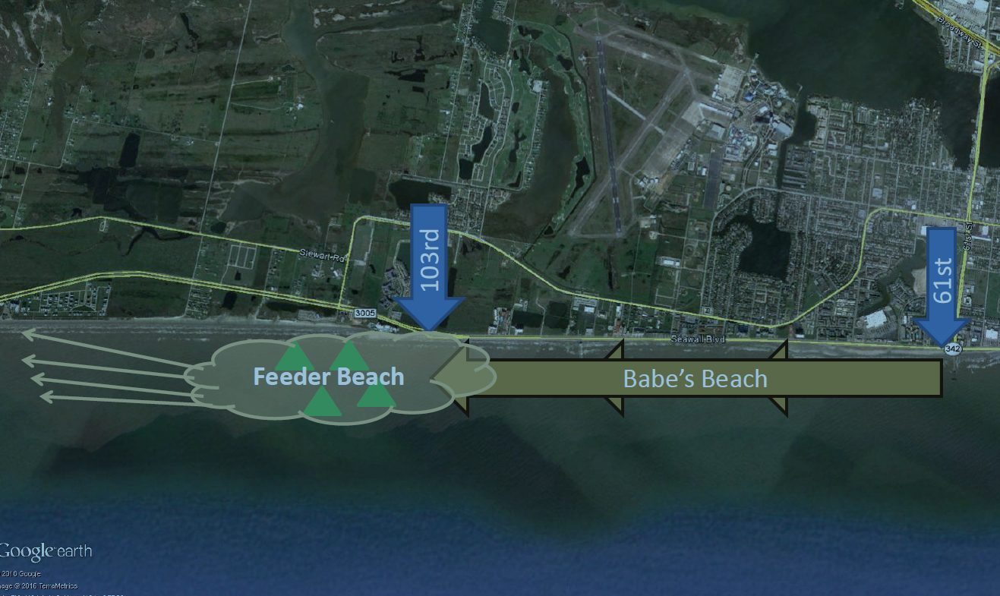 Broadway St
Stewart Rd
103rd
61st St
61st
3005
Seawall Blvd
342
Feeder Beach
Babe's Beach
Google earth
2016 Google
age © 2016 TerraMetrics